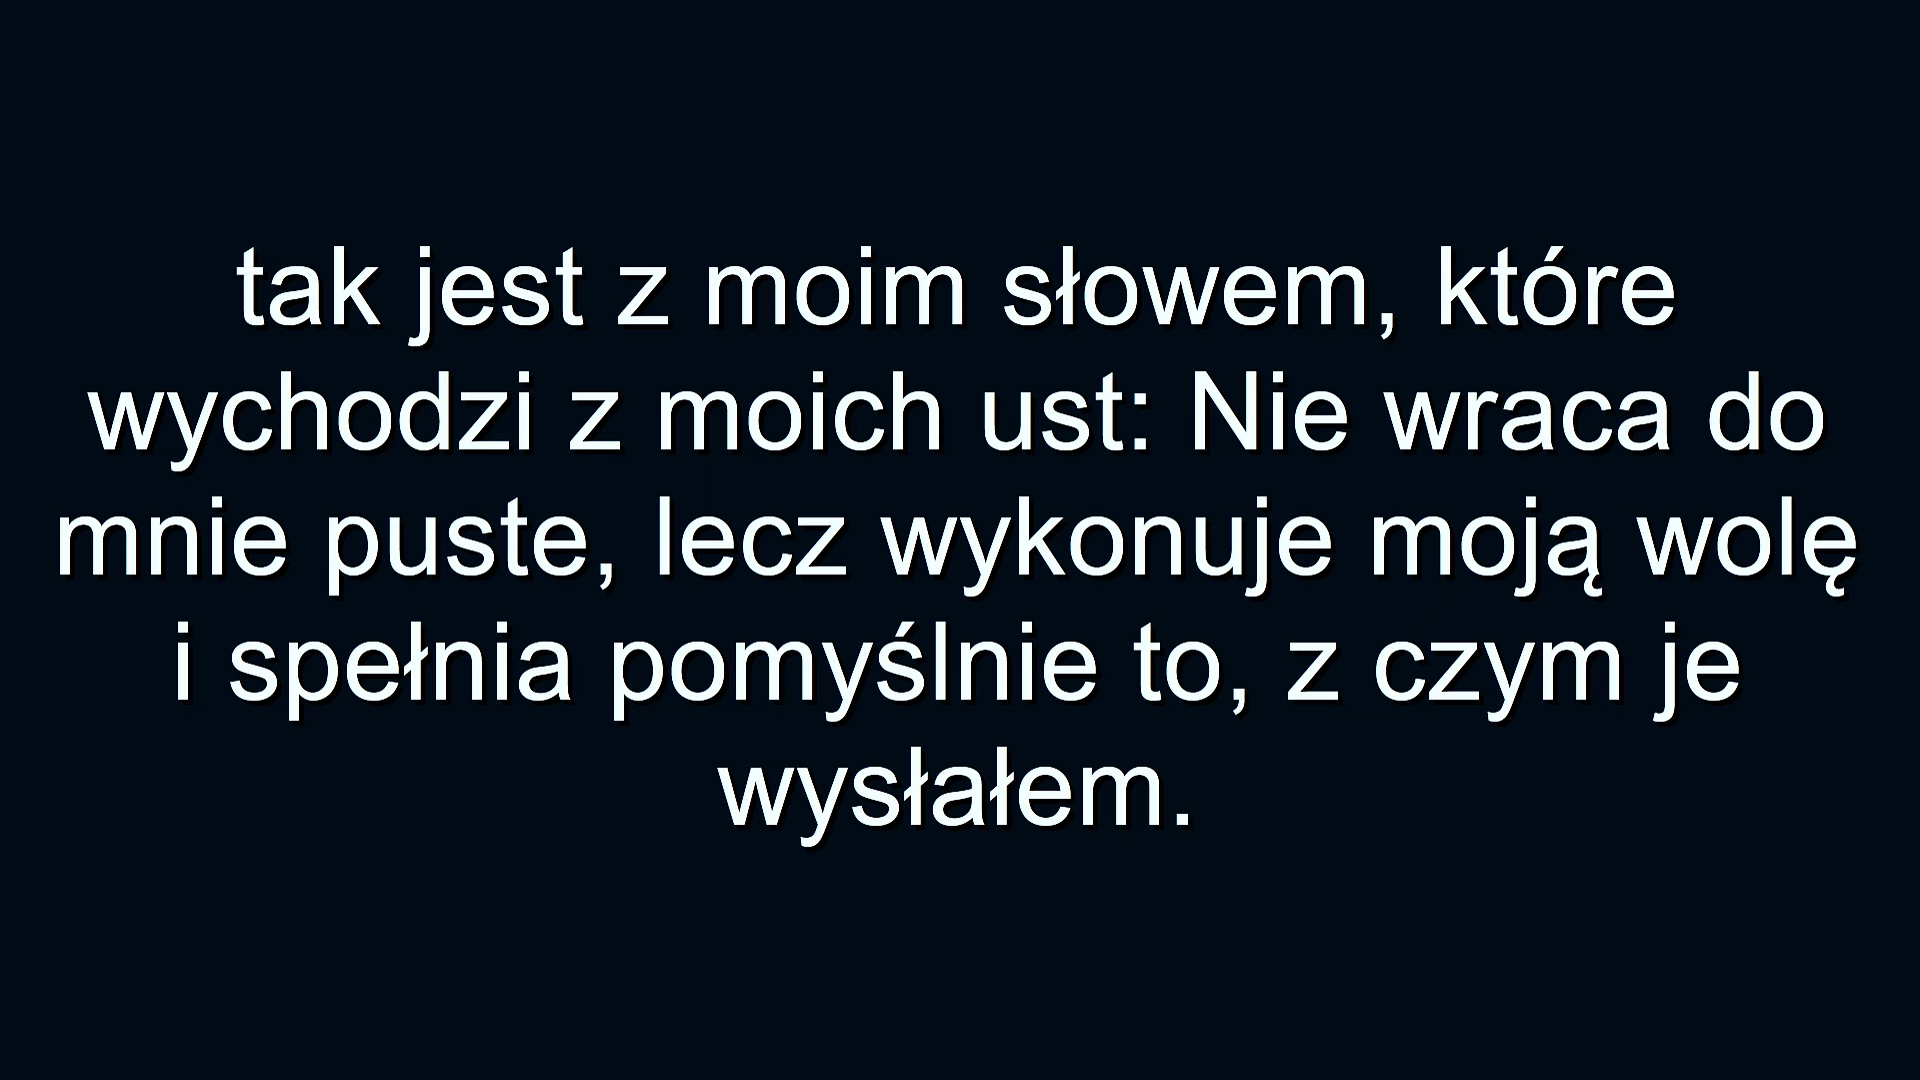 tak jest z moim słowem, które
wychodzi z moich ust: Nie wraca do
mnie puste, lecz wykonuje moją wolę
i spełnia pomyślnie to, z czym je
wysłałem.